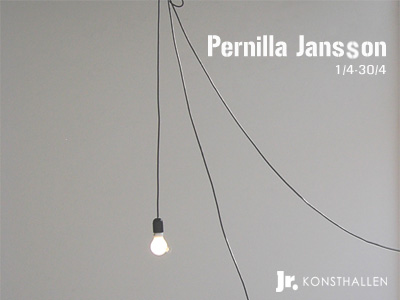 Pernilla Jansson
1/4-30/4
Jr. KONSTHALLEN